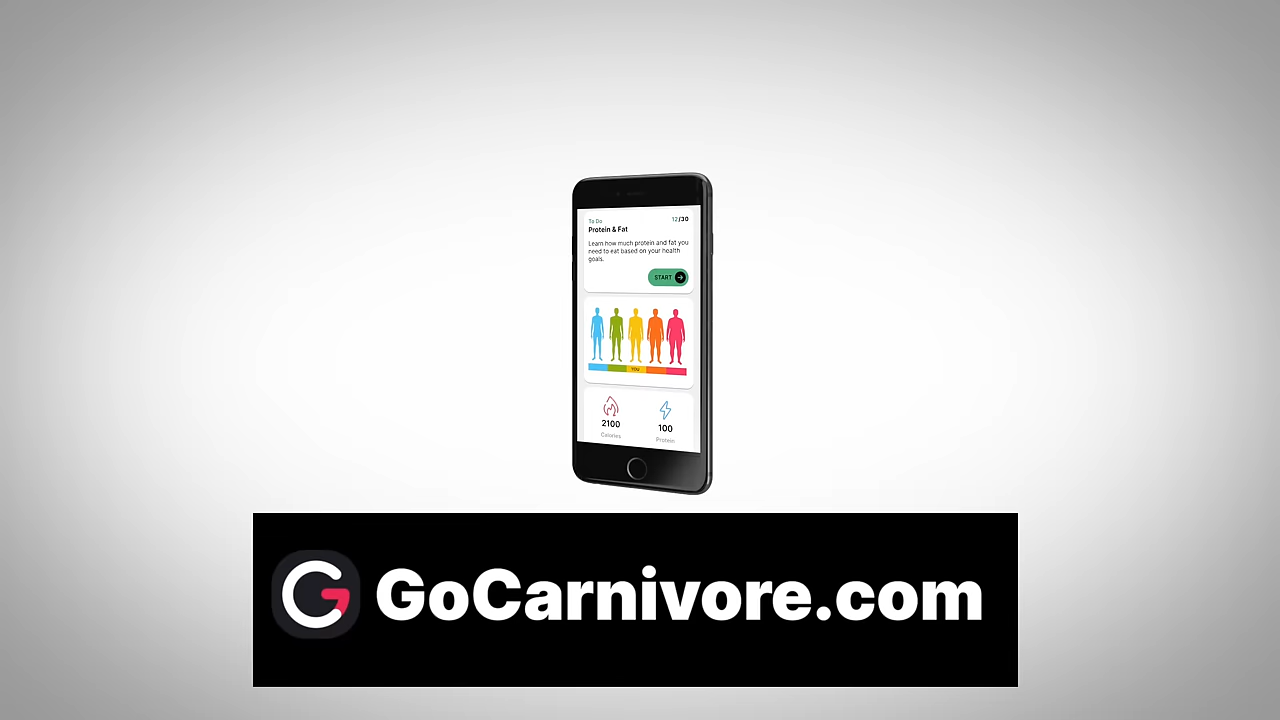 To Do
12/30
Protein & Fat
Learn how much protein and fat you
need to eat based on your health
goals.
START
YOU
2100
100
Calories
Protein
GoCarnivore.com